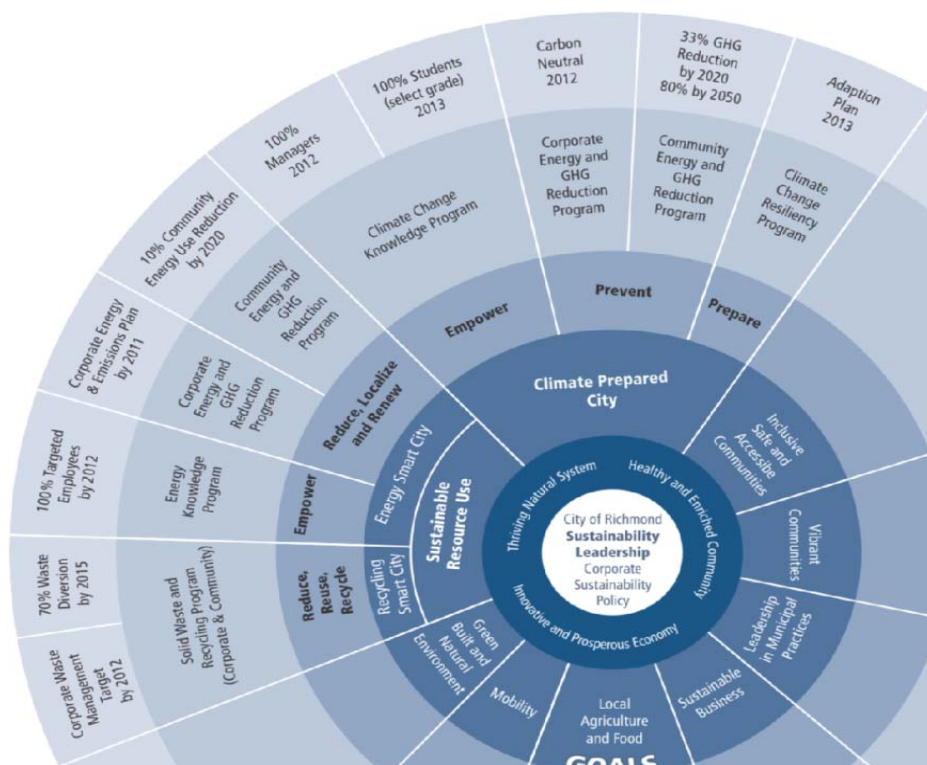 100% Students
(select grade)
2013
Carbon
Neutral
2012
33% GHG
Reduction
by 2020
80% by 2050
Adaption
Plan
2013
100%
Managers
2012
10% Community
Energy Use Reduction
by 2020
Corporate Energy
& Emissions Plan
by 2011
100% Targeted
Employees
by 2012
70% Waste
Diversion
by 2015
Corporate Waste
Management
Target
by 2012
Climate Change
Knowledge Program
Corporate
Energy and
GHG
Reduction
Program
Community
Energy and
GHG
Reduction
Program
Climate
Change
Resiliency
Program
Community
Energy and
GHG
Reduction
Program
Corporate
Energy and
GHG
Reduction
Program
Energy
Knowledge
Program
Solid Waste and
Recycling Program
(Corporate & Community)
Empower
Prevent
Prepare
Reduce, Localize
and Renew
Empower
Reduce,
Reuse,
Recycle
Climate Prepared
City
Energy Smart City
Recycling
Smart City
Sustainable
Resource Use
Inclusive
Safe and
Accessibe
Communities
Vibrant
Communities
Leadership
in Municipal
Practices
Sustainable
Business
Local
Agriculture
and Food
Mobility
Green
Built and
Natural
Environment
Thriving Natural System
Healthy and Enriched Community
Innovative and Prosperous Economy
City of Richmond
Sustainability
Leadership
Corporate
Sustainability
Policy
GOALS